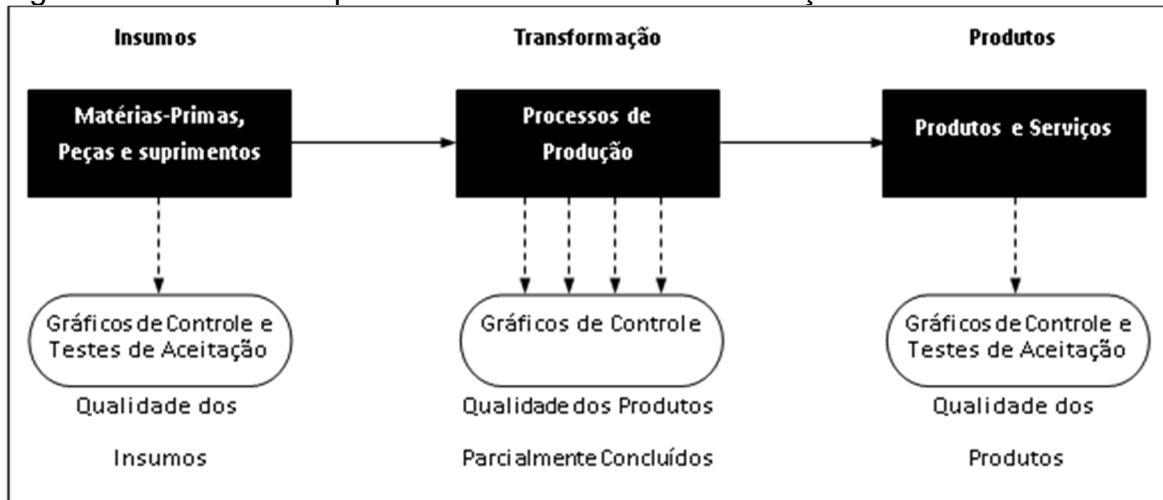 Insumos
Transformação
Produtos
Matérias-Primas,
Peças e suprimentos
Processos de
Produção
Produtos e Serviços
Gráficos de Controle e
Testes de Aceitação
Gráficos de Controle
Gráficos de Controle e
Testes de Aceitação
Qualidade dos
Insumos
Qualidade dos Produtos
Parcialmente Concluídos
Qualidade dos
Produtos